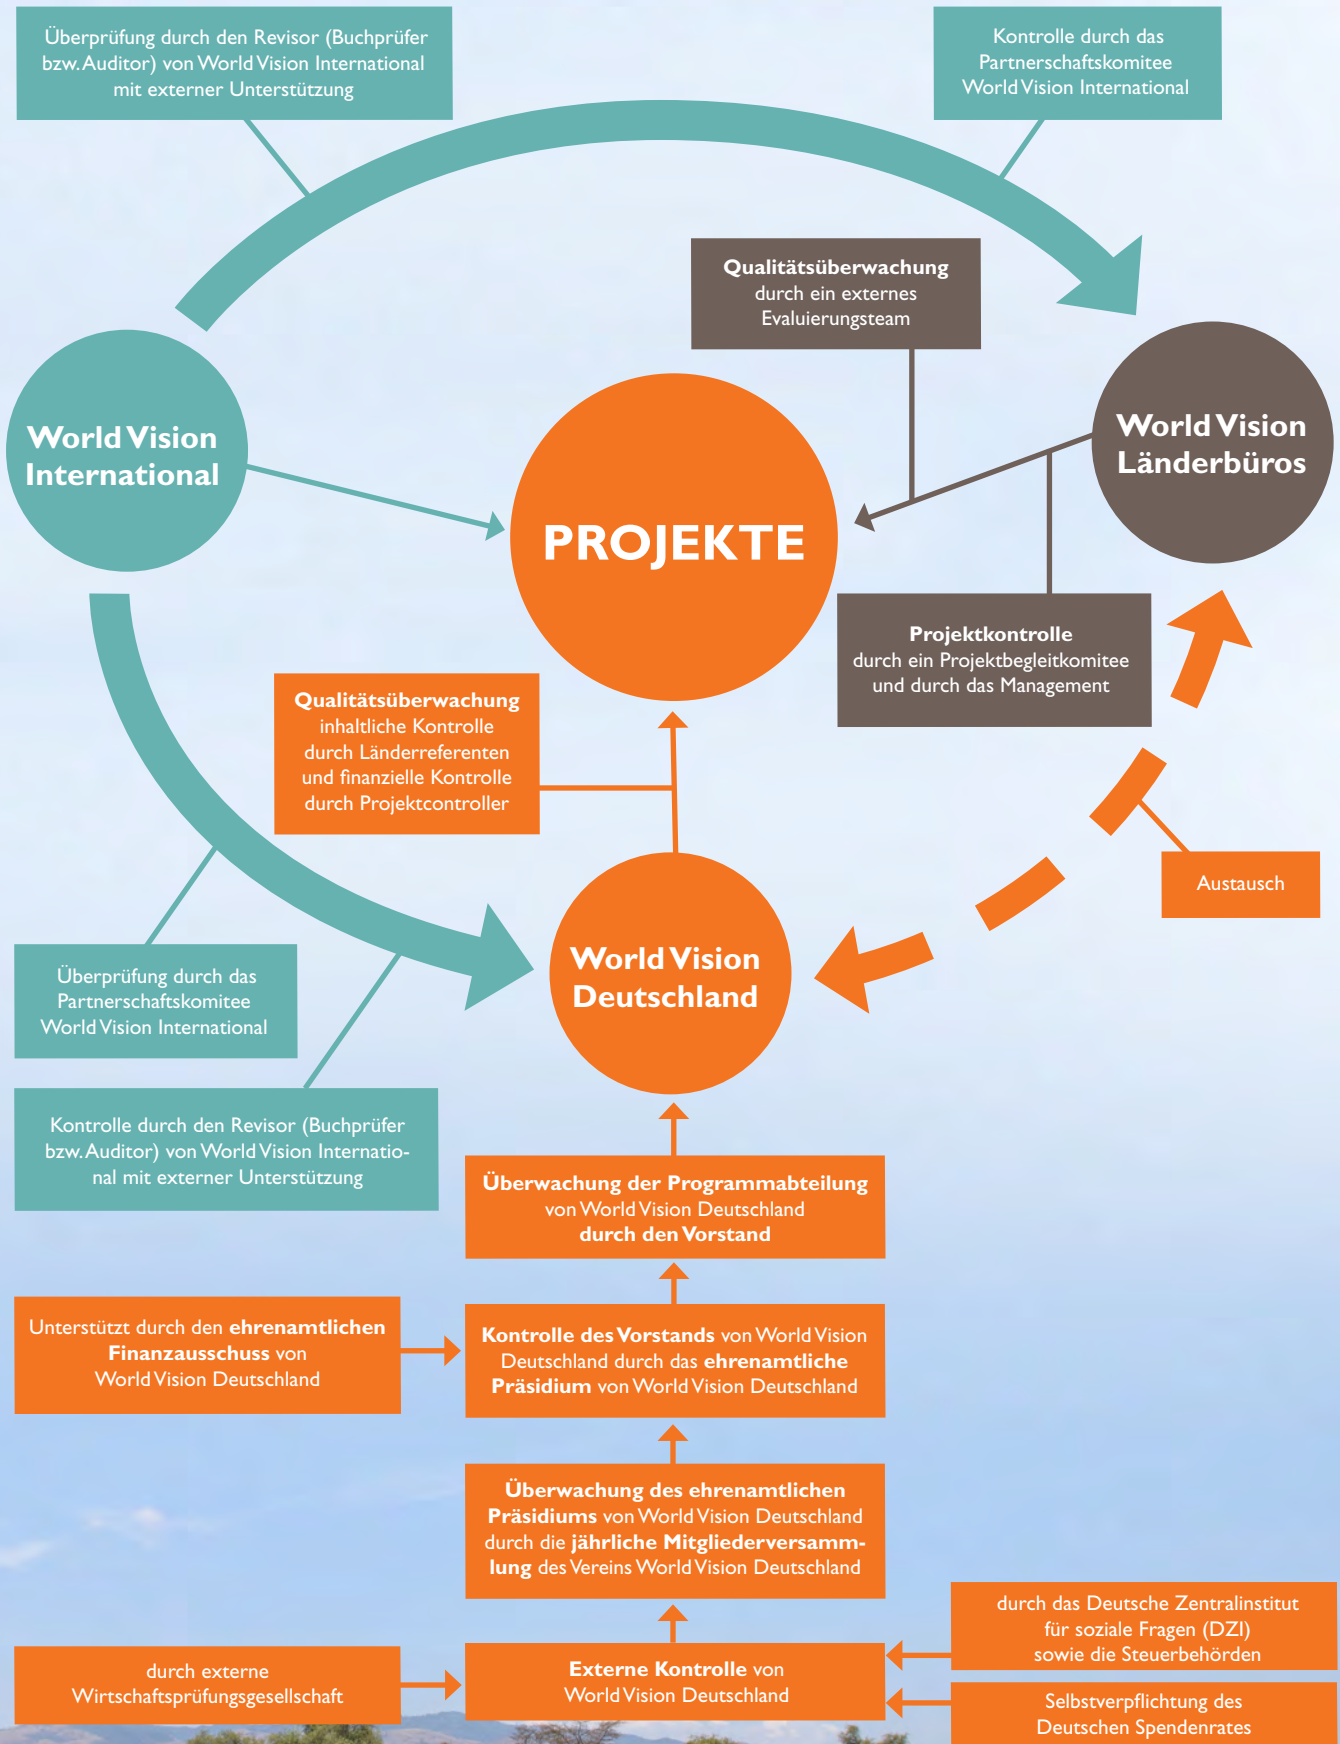 Überprüfung durch den Revisor (Buchprüfer
bzw. Auditor) von World Vision International
mit externer Unterstützung
Kontrolle durch das
Partnerschaftskomitee
World Vision International
Qualitätsüberwachung
durch ein externes
Evaluierungsteam
World Vision
International
World Vision
Länderbüros
PROJEKTE
Projektkontrolle
durch ein Projektbegleitkomitee
und durch das Management
Qualitätsüberwachung
inhaltliche Kontrolle
durch Länderreferenten
und finanzielle Kontrolle
durch Projektcontroller
Austausch
World Vision
Deutschland
Überprüfung durch das
Partnerschaftskomitee
World Vision International
Kontrolle durch den Revisor (Buchprüfer
bzw. Auditor) von World Vision Internatio-
nal mit externer Unterstützung
Überwachung der Programmabteilung
von World Vision Deutschland
durch den Vorstand
Unterstützt durch den ehrenamtlichen
Finanzausschuss von
World Vision Deutschland
Kontrolle des Vorstands von World Vision
Deutschland durch das ehrenamtliche
Präsidium von World Vision Deutschland
Überwachung des ehrenamtlichen
Präsidiums von World Vision Deutschland
durch die jährliche Mitgliederversamm-
lung des Vereins World Vision Deutschland
durch externe
Wirtschaftsprüfungsgesellschaft
Externe Kontrolle von
World Vision Deutschland
durch das Deutsche Zentralinstitut
für soziale Fragen (DZI)
sowie die Steuerbehörden
Selbstverpflichtung des
Deutschen Spendenrates